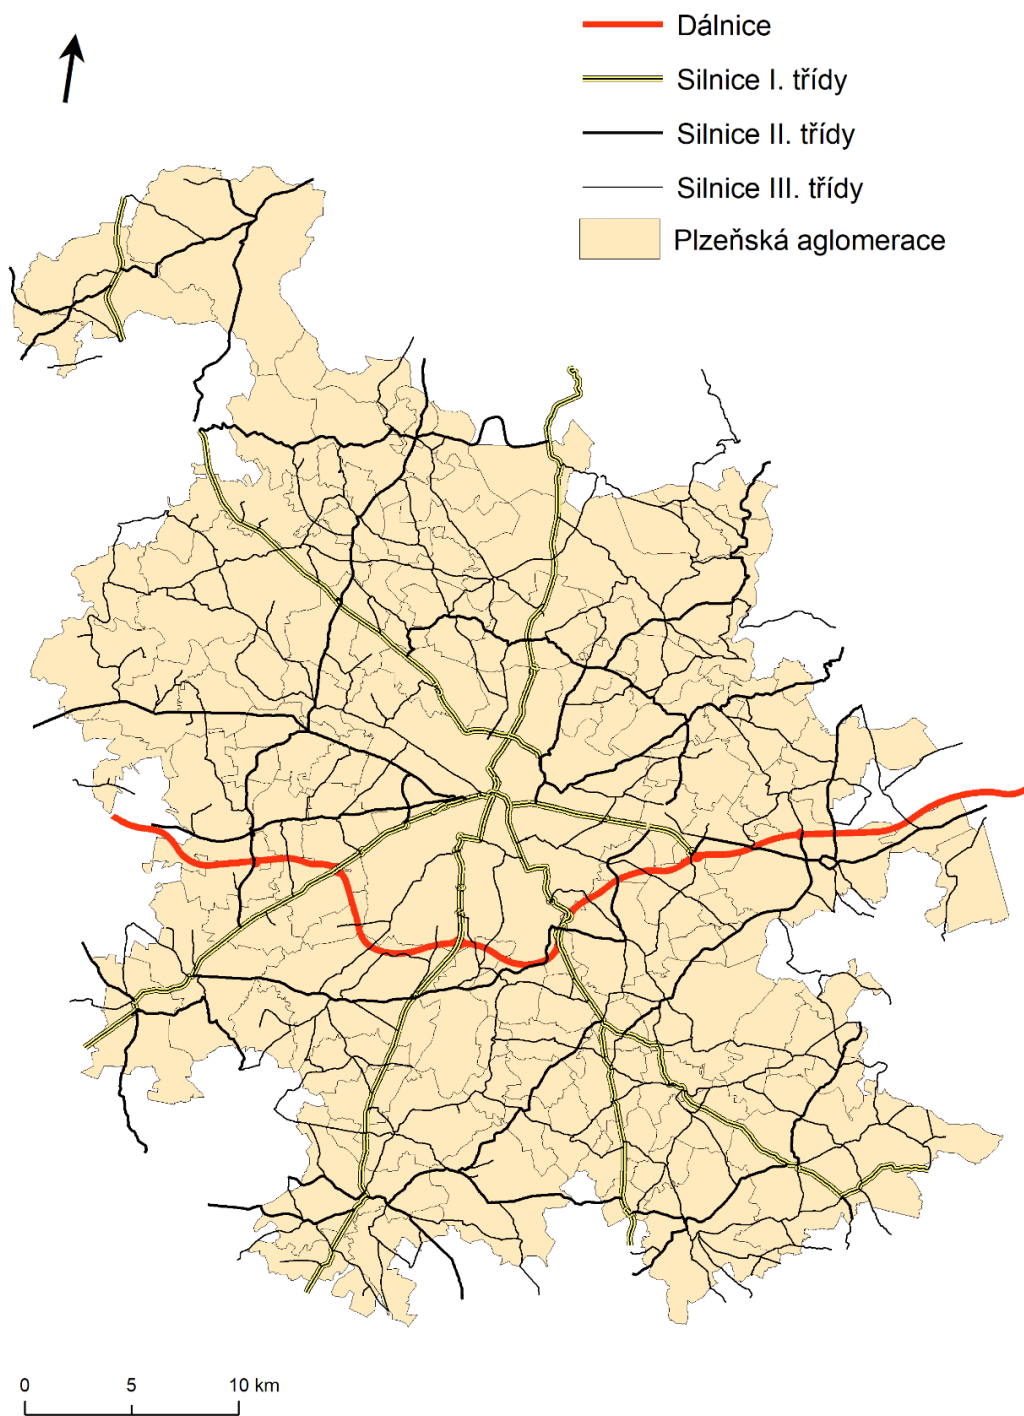 Dálnice
Silnice I. třídy
Silnice II. třídy
Silnice III. třídy
Plzeňská aglomerace
0 5 10 km